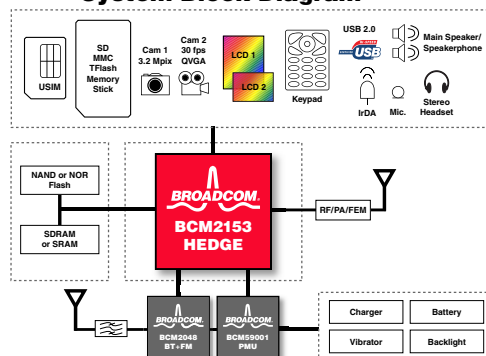 System Block Diagram
USIM
SD
MMC
TFlash
Memory
Stick
Cam 1
3.2 Mpix
Cam 2
30 fps
QVGA
LCD 1
LCD 2
Keypad
USB 2.0
USB
IrDA
Main Speaker/
Speakerphone
Mic.
Stereo
Headset
NAND or NOR
Flash
SDRAM
or SRAM
BROADCOM.
BCM2153
HEDGE
RF/PA/FEM
BROADCOM.
BCM2048
BT+FM
BROADCOM.
BCM59001
PMU
Charger
Battery
Vibrator
Backlight